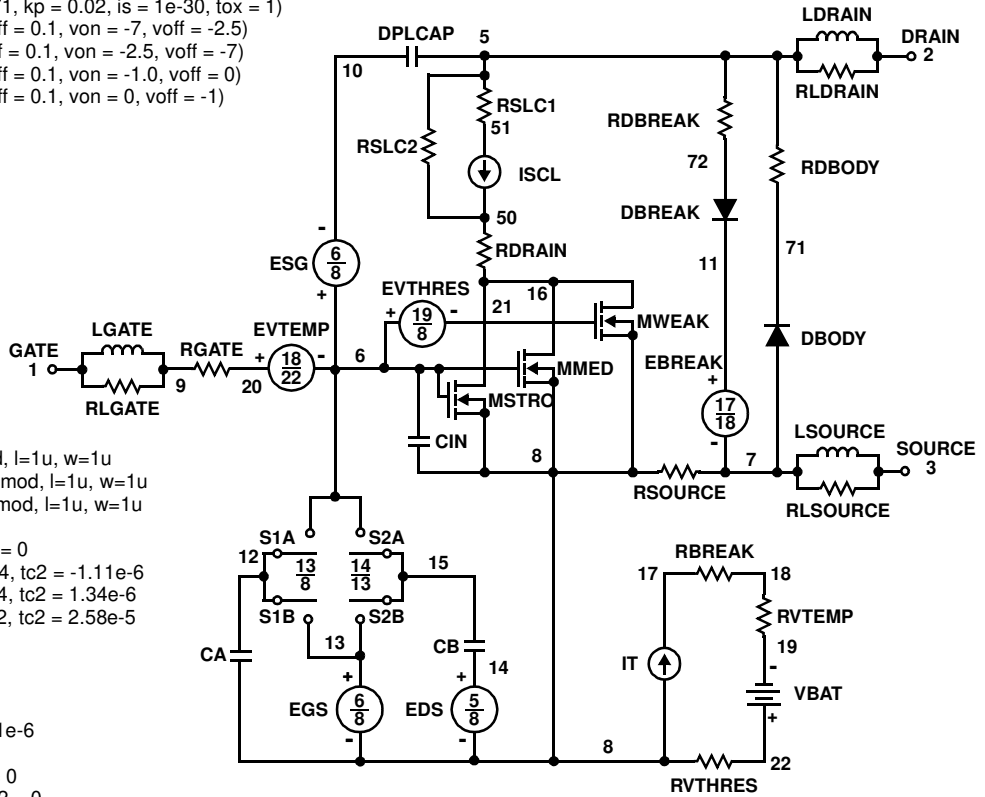 1, kp = 0.02, is = 1e-30, tox = 1)
ff = 0.1, von = -7, voff = -2.5)
f = 0.1, von = -2.5, voff = -7)
ff = 0.1, von = -1.0, voff = 0)
ff = 0.1, von = 0, voff = -1)
LDRAIN
DPLCAP 5 DRAIN
2
10
RLDRAIN
RSLC1
51
RDBREAK
RSLC2
72
ISCL
RDBODY
DBREAK
50
RDRAIN
71
11
ESG 6/8
- +
EVTHRES
+ 19/8 -
16
21
MWEAK
LGATE
EVTEMP
GATE
1
RGATE
+ 18/22 -
6
EBREAK
DBODY
MMED
9
20
RLGATE
MSTRO
+ 17/18 -
CIN
LSOURCE
SOURCE
3
8
7
RSOURCE
RLSOURCE
, l=1u, w=1u
mod, l=1u, w=1u
mod, l=1u, w=1u
= 0
4, tc2 = -1.11e-6
4, tc2 = 1.34e-6
2, tc2 = 2.58e-5
S1A S2A
12
13/8
14/13
15
S1B S2B
13
CA
CB
14
+ +
EGS 6/8
EDS 5/8
- -
RBREAK
17 18
RVTEMP
19
IT
-
VBAT
+
8
22
RVTHRES
e-6
0